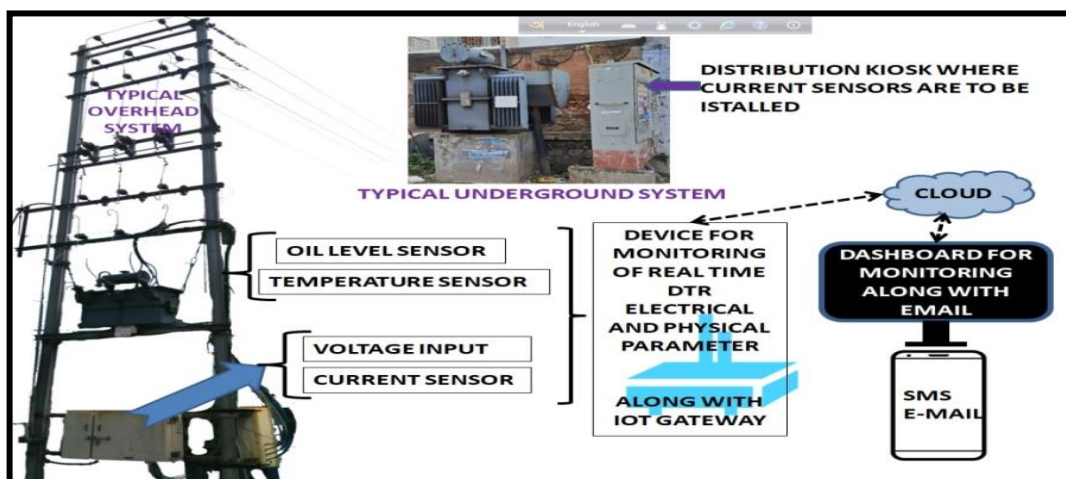 English
TYPICAL
OVERHEAD
SYSTEM
DISTRIBUTION KIOSK WHERE
CURRENT SENSORS ARE TO BE
ISTALLED
TYPICAL UNDERGROUND SYSTEM
OIL LEVEL SENSOR
TEMPERATURE SENSOR
VOLTAGE INPUT
CURRENT SENSOR
DEVICE FOR
MONITORING
OF REAL TIME
DTR
ELECTRICAL
AND PHYSICAL
PARAMETER
ALONG WITH
IOT GATEWAY
CLOUD
DASHBOARD FOR
MONITORING
ALONG WITH
EMAIL
SMS
E-MAIL